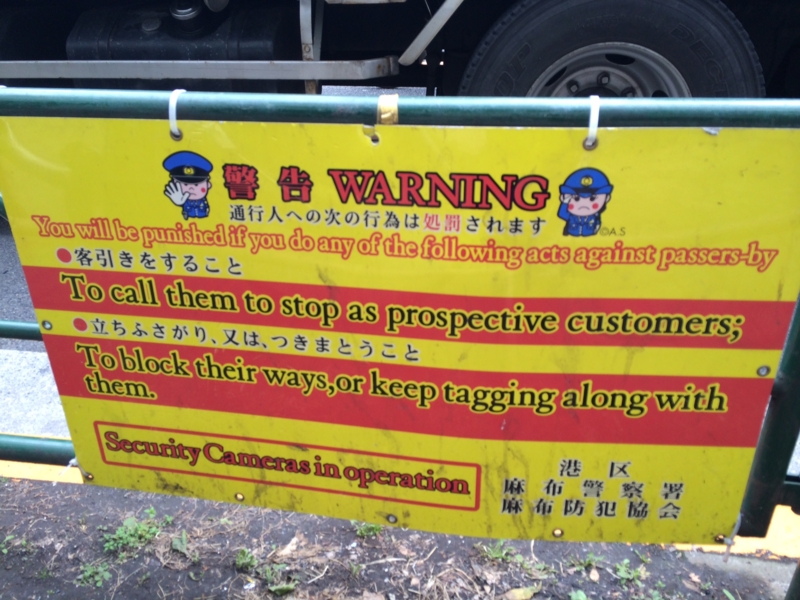 警告 WARNING
通行人への次の行為は処罰されます
©A.S
You will be punished if you do any of the following acts against passers-by
●客引きをすること
To call them to stop as prospective customers;
●立ちふさがり、又は、つきまとうこと
To block their ways,or keep tagging along with
them.
Security Cameras in operation
港区
麻布警察署
麻布防犯協会